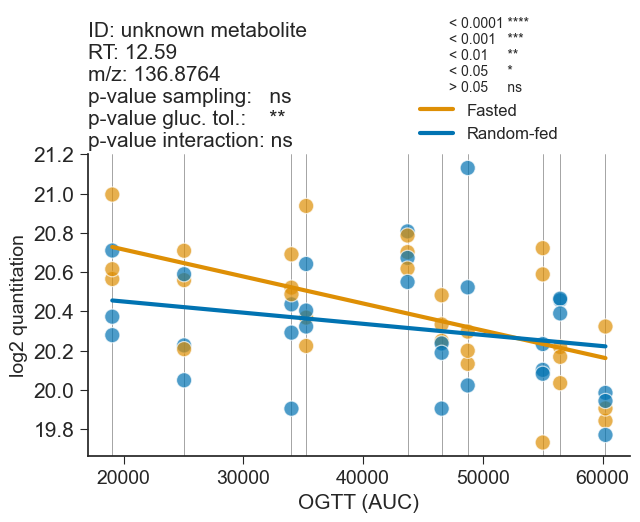 ID: unknown metabolite
RT: 12.59
m/z: 136.8764
p-value sampling: ns
p-value gluc. tol.: **
p-value interaction: ns
< 0.0001 ****
< 0.001 ***
< 0.01 **
< 0.05 *
> 0.05 ns
Fasted
Random-fed
21.2
21.0
20.8
20.6
20.4
20.2
20.0
19.8
log2 quantitation
20000 30000 40000 50000 60000
OGTT (AUC)